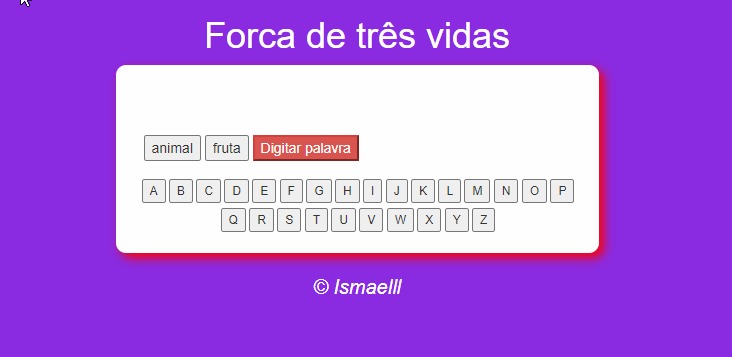 Forca de três vidas
animal fruta Digitar palavra
A B C D E F G H I J K L M N O P
Q R S T U V W X Y Z
© Ismaelll